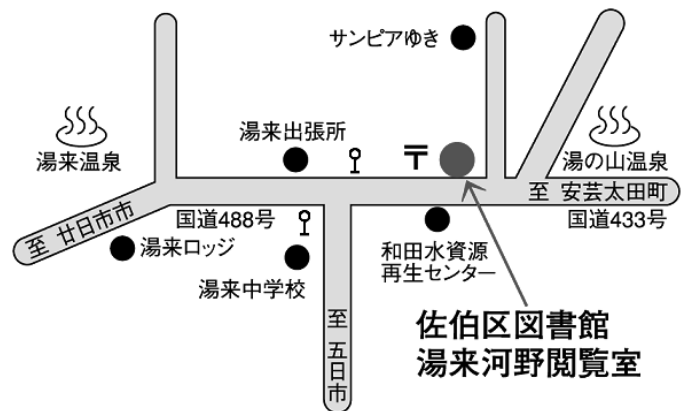 サンピアゆき
湯来温泉
湯来出張所
〒
湯の山温泉
至 安芸太田町
至 廿日市市
国道488号
国道433号
湯来ロッジ
湯来中学校
和田水資源
再生センター
至 五日市
佐伯区図書館
湯来河野閲覧室